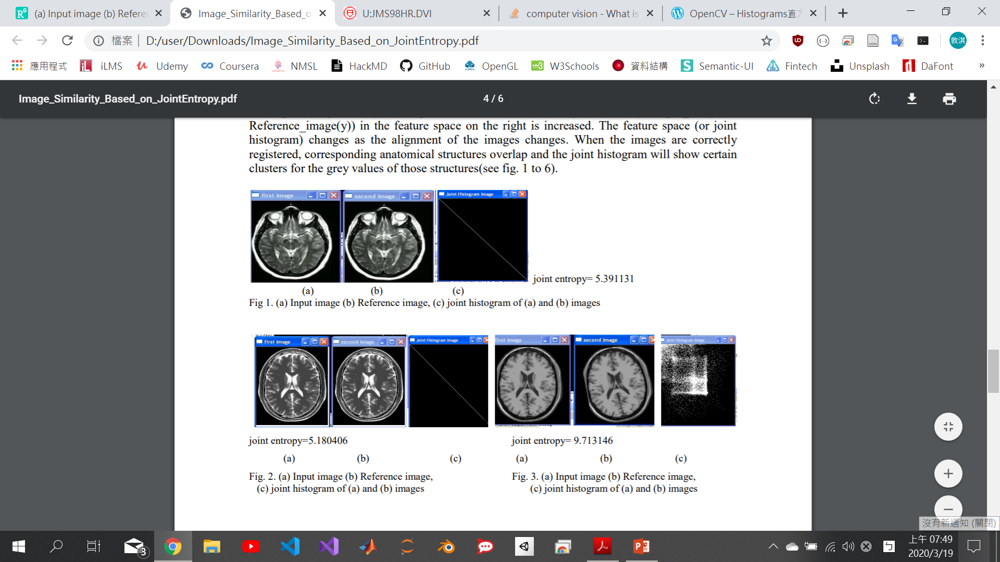 (a) Input image (b) Refere
Image_Similarity_Based_o
U:JMS98HR.DVI
computer vision - What is
OpenCV – Histograms直方
檔案
D:/user/Downloads/Image_Similarity_Based_on_JointEntropy.pdf
敦淇
應用程式
iLMS
Udemy
Coursera
NMSL
HackMD
GitHub
OpenGL
W3Schools
資料結構
Semantic-UI
Fintech
Unsplash
DaFont
»
Image_Similarity_Based_on_JointEntropy.pdf
4 / 6
Reference_image(y)) in the feature space on the right is increased. The feature space (or joint
histogram) changes as the alignment of the images changes. When the images are correctly
registered, corresponding anatomical structures overlap and the joint histogram will show certain
clusters for the grey values of those structures(see fig. 1 to 6).
first image
second image
Joint Histogram image
joint entropy= 5.391131
(a)
(b)
(c)
Fig 1. (a) Input image (b) Reference image, (c) joint histogram of (a) and (b) images
first image
second image
Joint Histogram image
first image
second image
Joint Histogram image
joint entropy=5.180406
joint entropy= 9.713146
(a)
(b)
(c)
(a)
(b)
(c)
Fig. 2. (a) Input image (b) Reference image,
(c) joint histogram of (a) and (b) images
Fig. 3. (a) Input image (b) Reference image,
(c) joint histogram of (a) and (b) images
沒有新通知 (關閉)
3
ㄅ
上午 07:49
2020/3/19